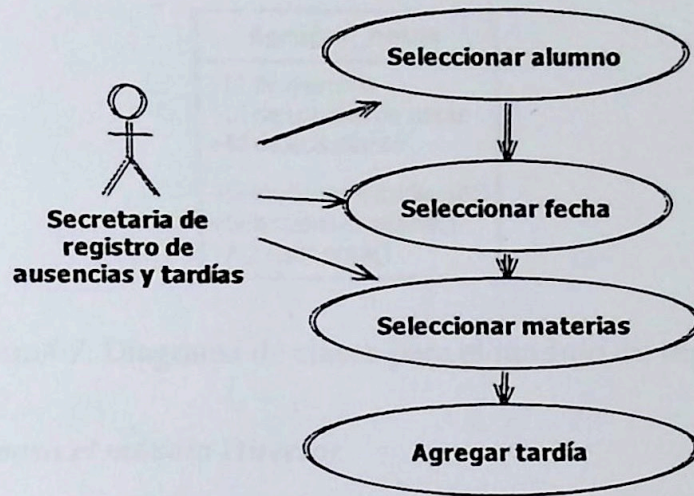 Seleccionar alumno
Seleccionar fecha
Secretaria de
registro de
ausencias y tardías
Seleccionar materias
Agregar tardía